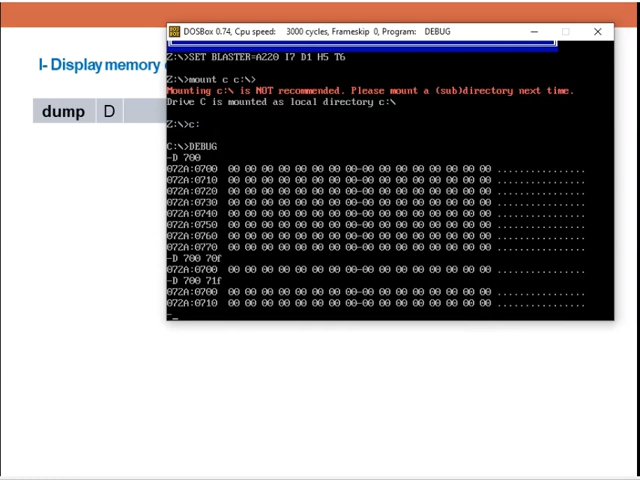 DOSBox 0.74, Cpu speed: 3000 cycles, Frameskip 0, Program: DEBUG
I- Display memory
dump D
Z:\>SET BLASTER=A220 I7 D1 H5 T6
Z:\>mount c c:\>
Mounting c:\ is NOT recommended. Please mount a (sub)directory next time.
Drive C is mounted as local directory c:\
Z:\>c:
C:\>DEBUG
-D 700
072A:0700 00 00 00 00 00 00 00 00-00 00 00 00 00 00 00 00 ................
072A:0710 00 00 00 00 00 00 00 00-00 00 00 00 00 00 00 00 ................
072A:0720 00 00 00 00 00 00 00 00-00 00 00 00 00 00 00 00 ................
072A:0730 00 00 00 00 00 00 00 00-00 00 00 00 00 00 00 00 ................
072A:0740 00 00 00 00 00 00 00 00-00 00 00 00 00 00 00 00 ................
072A:0750 00 00 00 00 00 00 00 00-00 00 00 00 00 00 00 00 ................
072A:0760 00 00 00 00 00 00 00 00-00 00 00 00 00 00 00 00 ................
072A:0770 00 00 00 00 00 00 00 00-00 00 00 00 00 00 00 00 ................
-D 700 70f
072A:0700 00 00 00 00 00 00 00 00-00 00 00 00 00 00 00 00 ................
-D 700 71f
072A:0700 00 00 00 00 00 00 00 00-00 00 00 00 00 00 00 00 ................
072A:0710 00 00 00 00 00 00 00 00-00 00 00 00 00 00 00 00 ................
-_